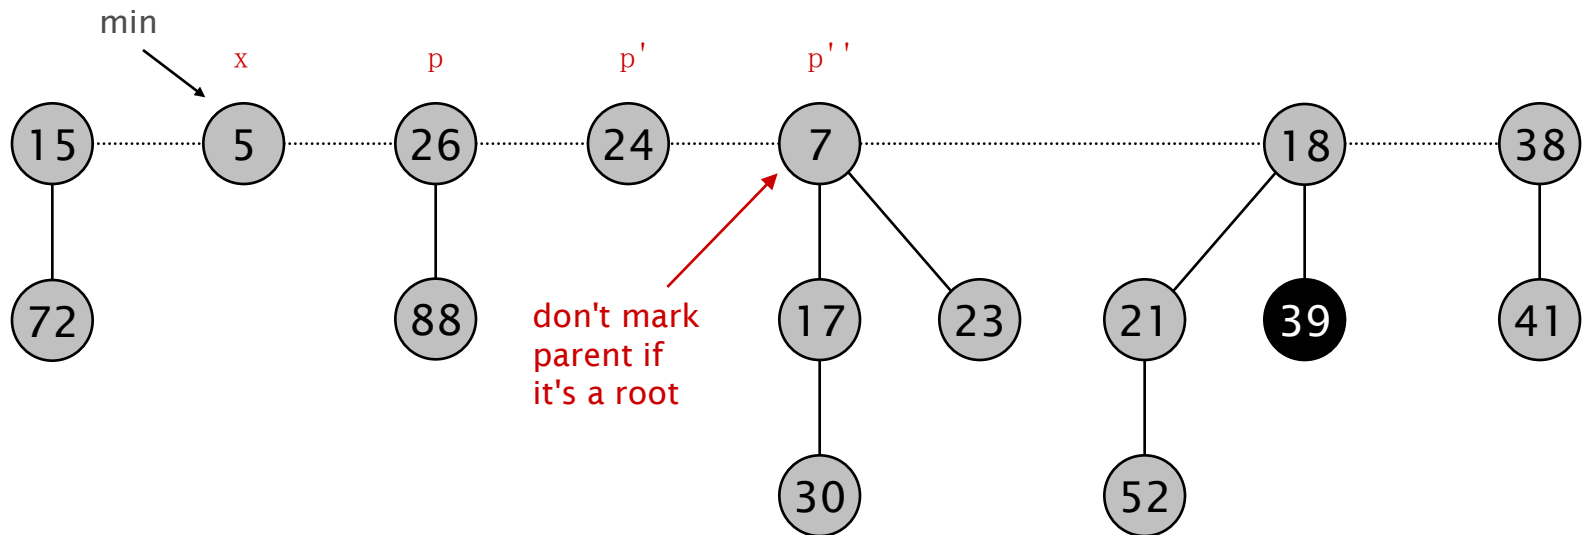 min
x p p' p''
15 5 26 24 7 18 38
72 88 17 23 21 39 41
don't mark
parent if
it's a root
30 52